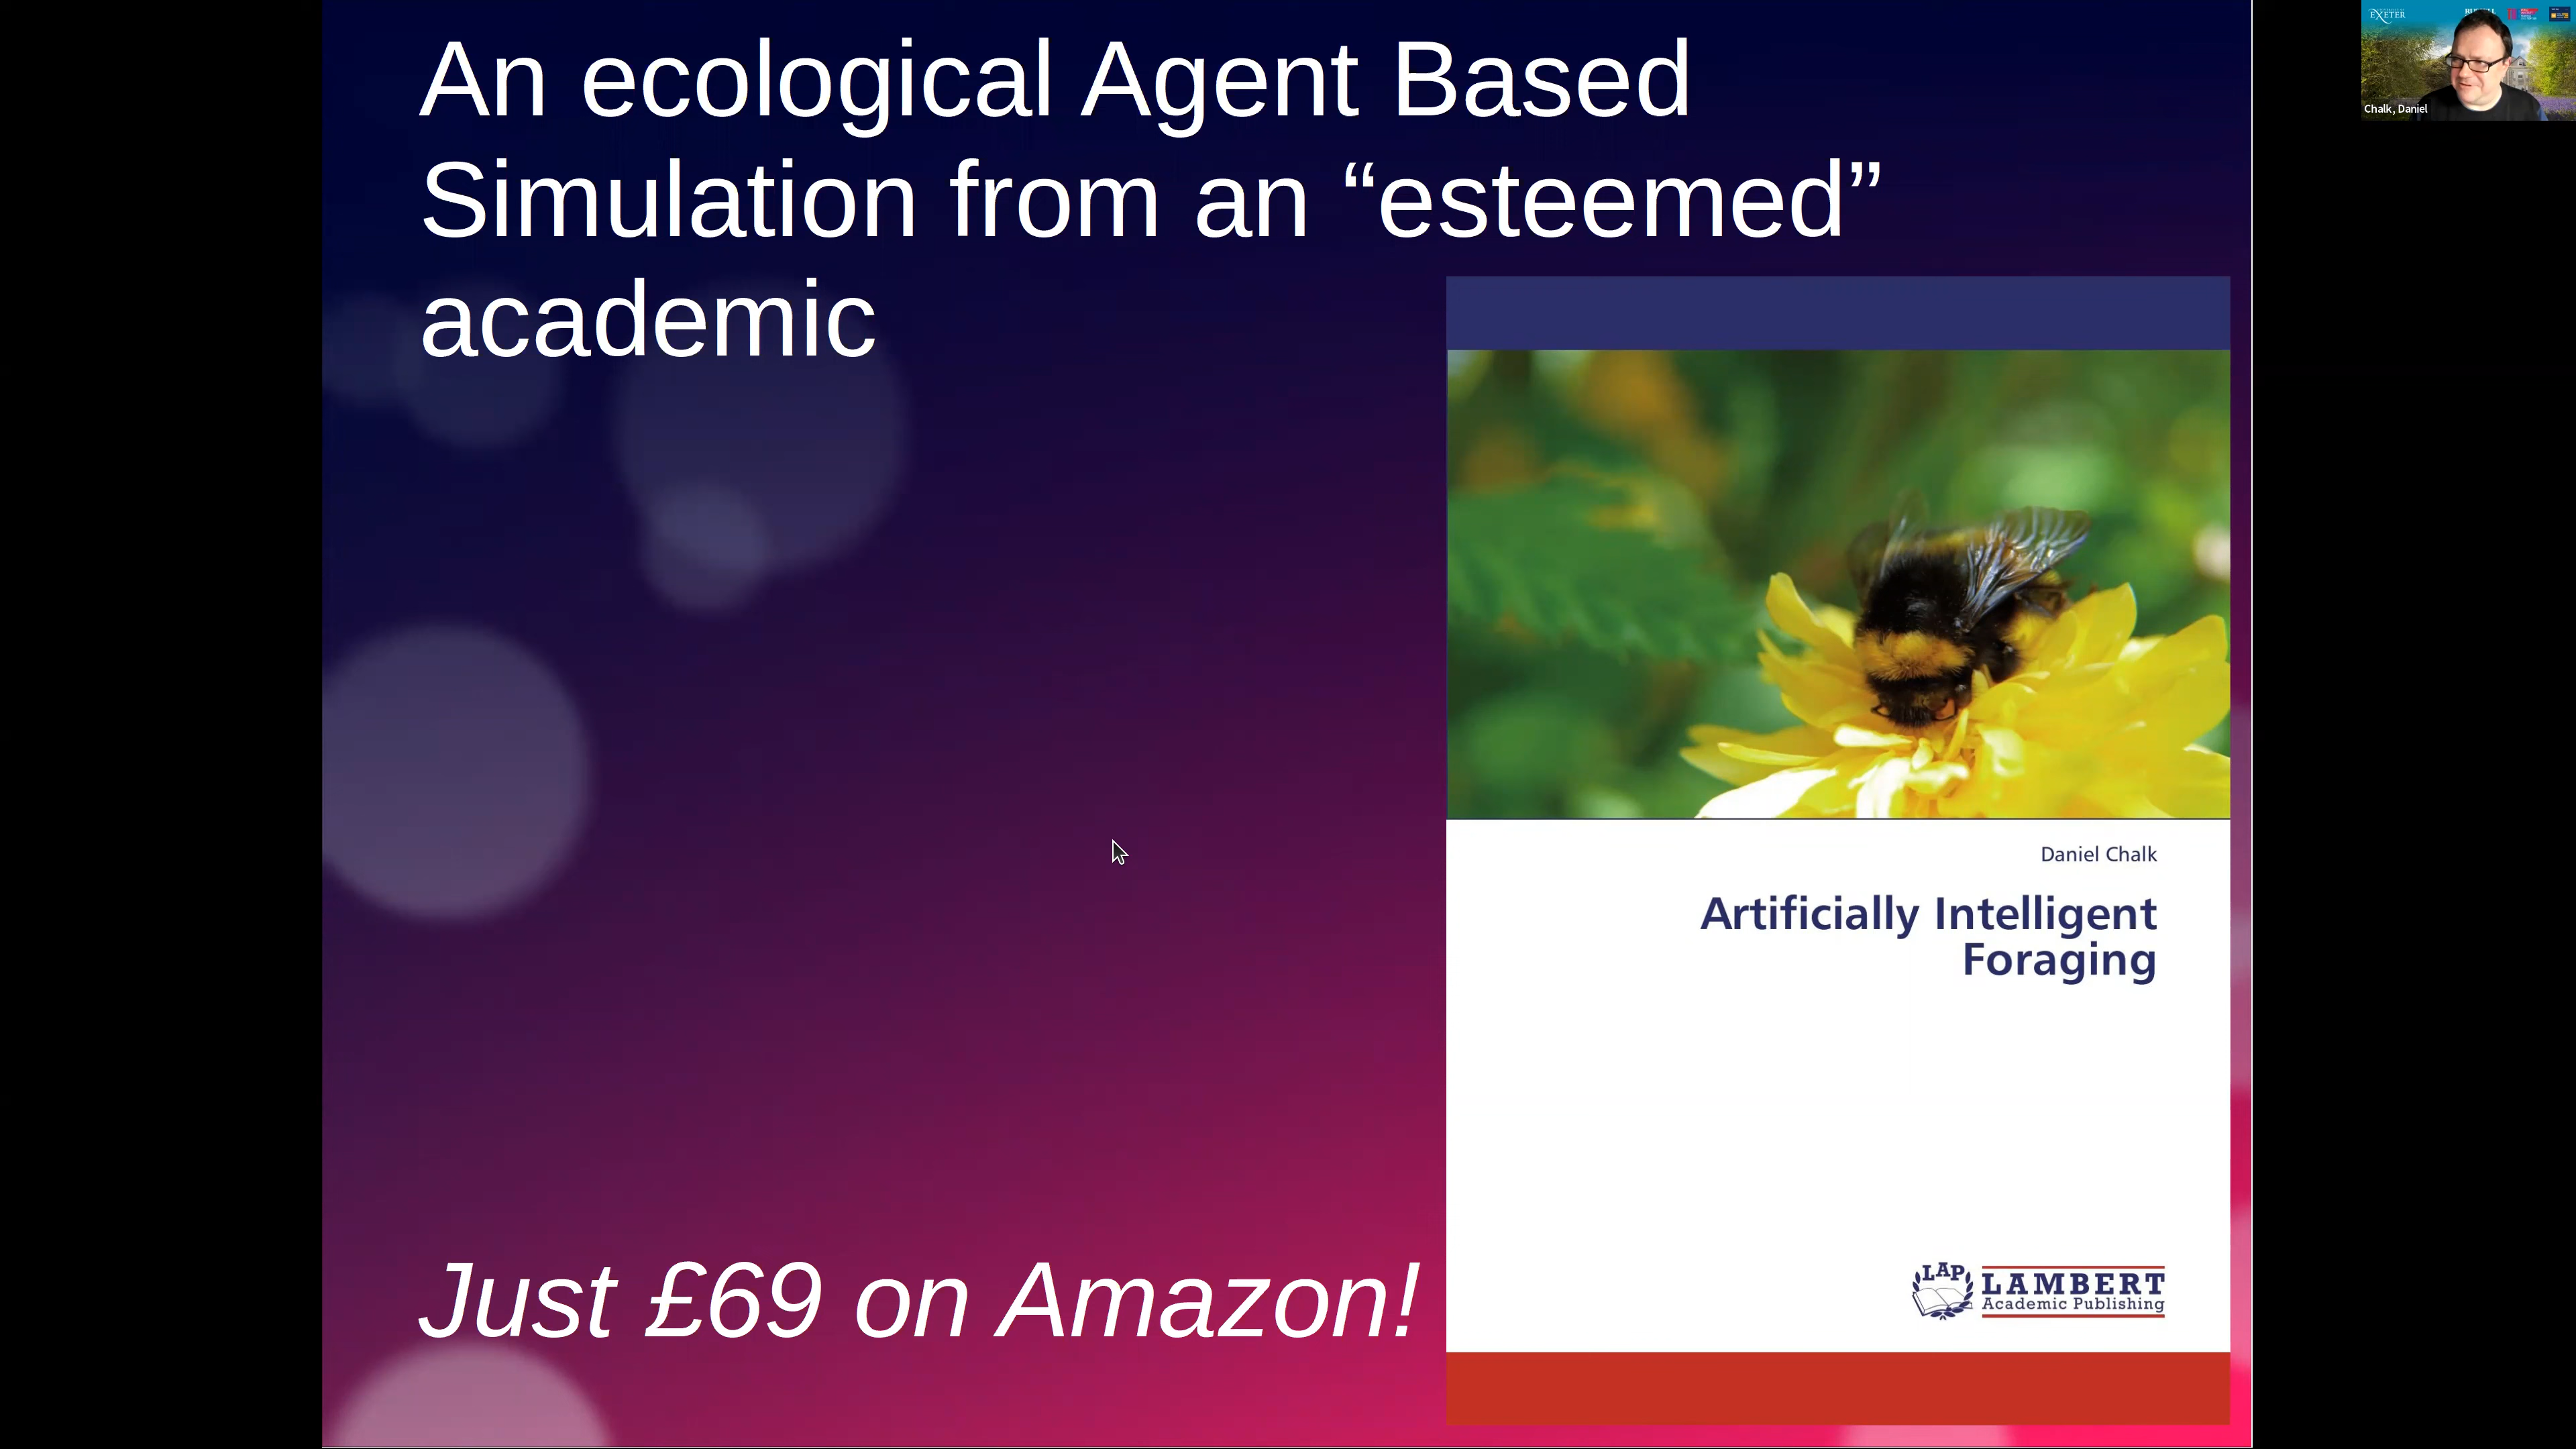 An ecological Agent Based
Simulation from an “esteemed”
academic
Daniel Chalk
Artificially Intelligent
Foraging
LAP
LAMBERT
Academic Publishing
Just £69 on Amazon!
EXETER
Chalk, Daniel